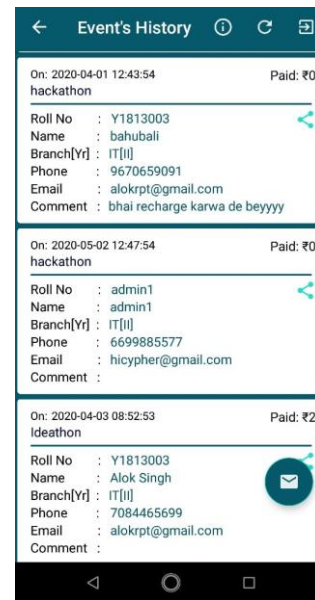 Event's History
On: 2020-04-01 12:43:54 Paid: ₹0
hackathon
Roll No : Y1813003
Name : bahubali
Branch[Yr] : IT[II]
Phone : 9670659091
Email : alokrpt@gmail.com
Comment : bhai recharge karwa de beyyyy
On: 2020-05-02 12:47:54 Paid: ₹0
hackathon
Roll No : admin1
Name : admin1
Branch[Yr] : IT[II]
Phone : 6699885577
Email : hicypher@gmail.com
Comment :
On: 2020-04-03 08:52:53 Paid: ₹2
Ideathon
Roll No : Y1813003
Name : Alok Singh
Branch[Yr] : IT[II]
Phone : 7084465699
Email : alokrpt@gmail.com
Comment :